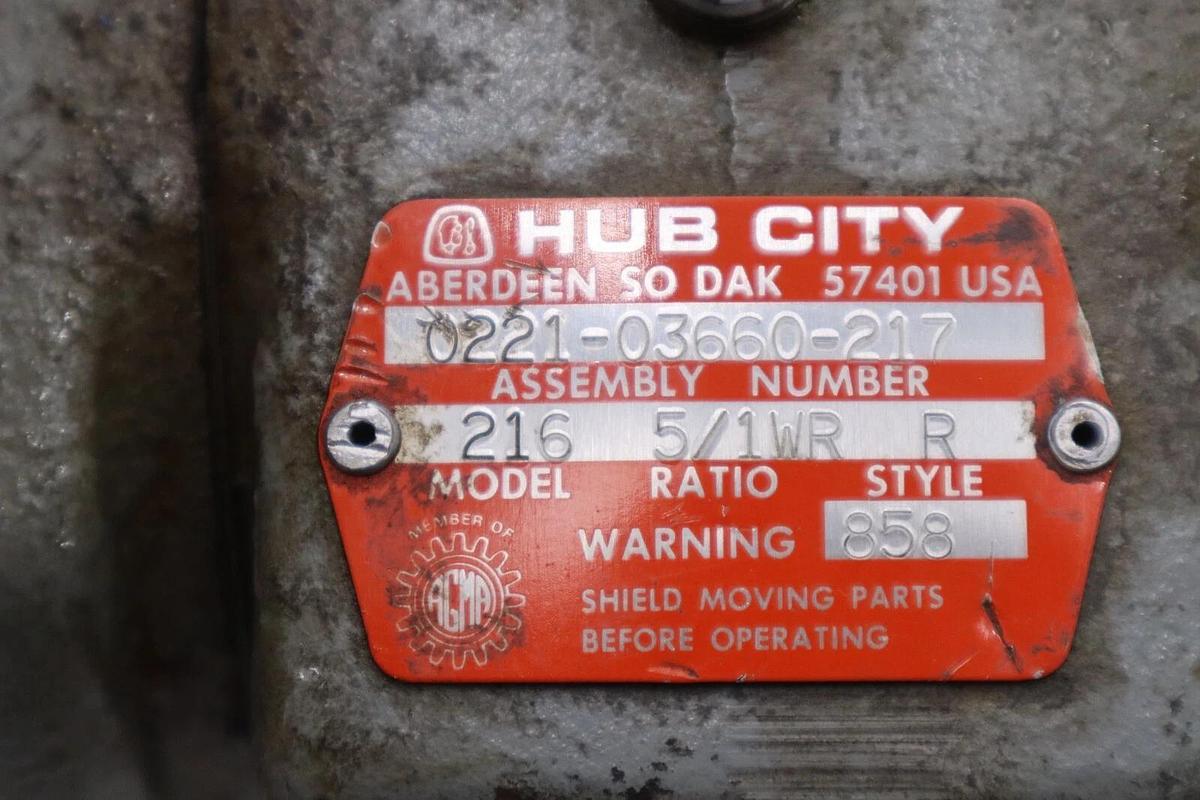 HUB CITY
ABERDEEN SO DAK 57401 USA
0221-03660-217
ASSEMBLY NUMBER
216 5/1WR R
MODEL RATIO STYLE
MEMBER OF
AGMA
WARNING 858
SHIELD MOVING PARTS
BEFORE OPERATING